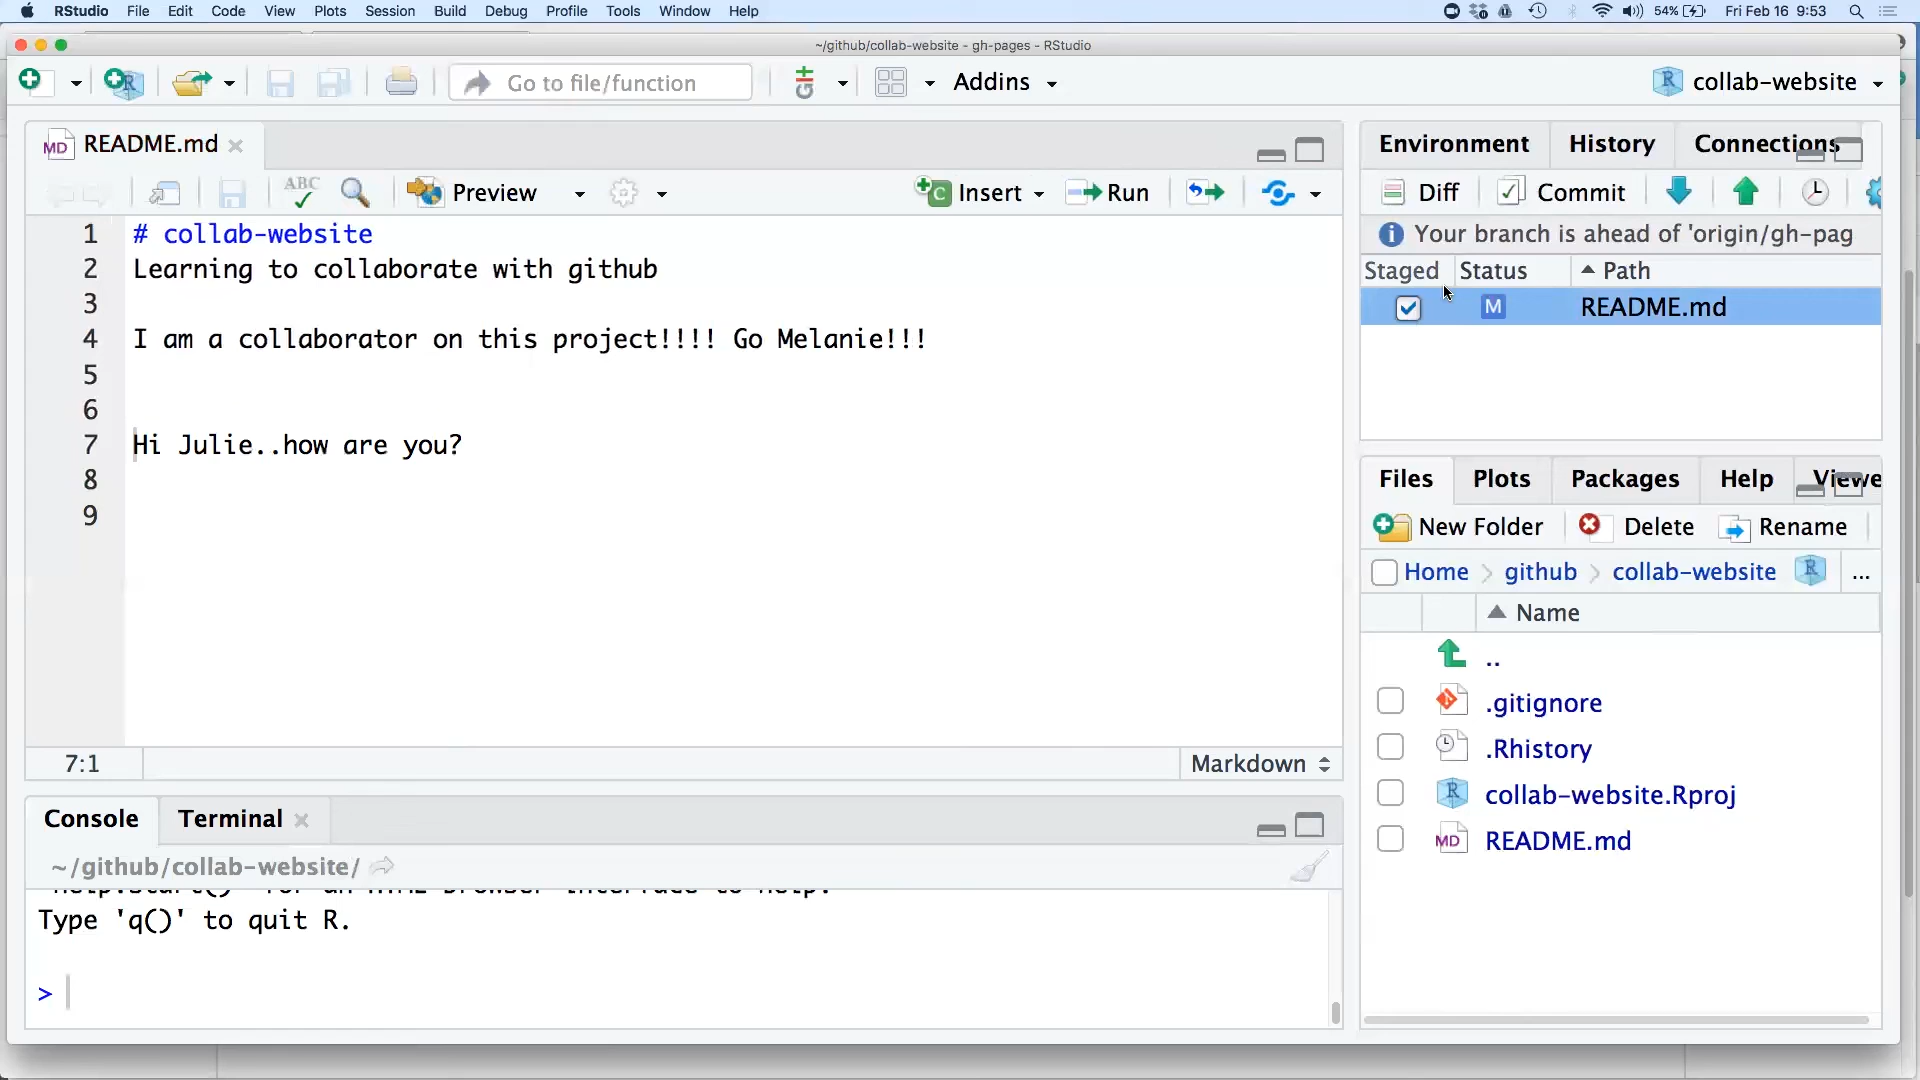 RStudio File Edit Code View Plots Session Build Debug Profile Tools Window Help 54% Fri Feb 16 9:53
~/github/collab-website - gh-pages - RStudio
Go to file/function Addins collab-website
README.md
ABC Preview Insert Run
1 # collab-website
2 Learning to collaborate with github
3
4 I am a collaborator on this project!!!! Go Melanie!!!
5
6
7 Hi Julie..how are you?
8
9
7:1 Markdown
Console Terminal
~/github/collab-website/
Type 'q()' to quit R.
>
Environment History Connections
Diff Commit
Your branch is ahead of 'origin/gh-pag
Staged Status Path
M README.md
Files Plots Packages Help Viewe
New Folder Delete Rename
Home github collab-website ...
Name
..
.gitignore
.Rhistory
collab-website.Rproj
MD README.md